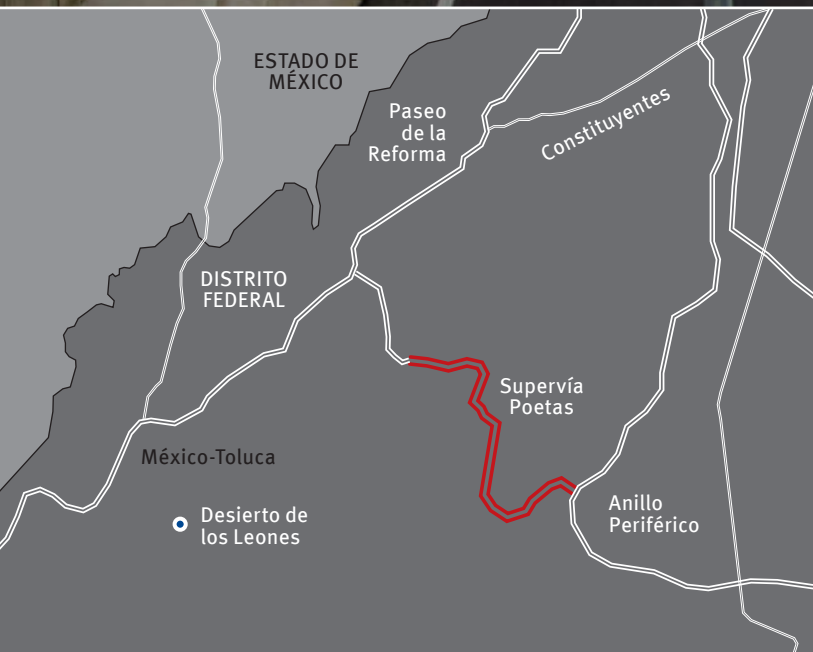 ESTADO DE
MÉXICO
Paseo
de la
Reforma
Constituyentes
DISTRITO
FEDERAL
Supervía
Poetas
México-Toluca
Desierto de
los Leones
Anillo
Periférico